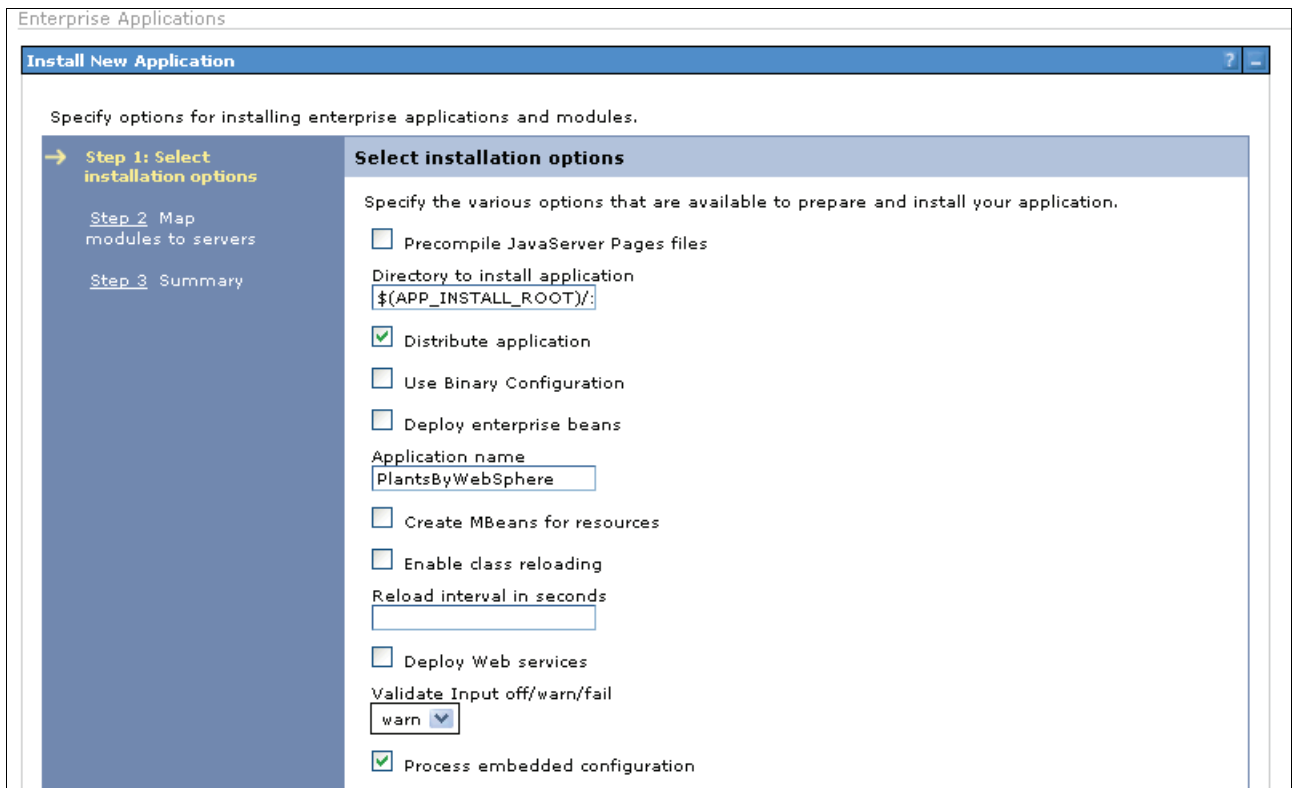 Enterprise Applications
Install New Application
? –
Specify options for installing enterprise applications and modules.
Step 1: Select
installation options
Step 2 Map
modules to servers
Step 3 Summary
Select installation options
Specify the various options that are available to prepare and install your application.
Precompile JavaServer Pages files
Directory to install application
$(APP_INSTALL_ROOT)/:
Distribute application
Use Binary Configuration
Deploy enterprise beans
Application name
PlantsByWebSphere
Create MBeans for resources
Enable class reloading
Reload interval in seconds
Deploy Web services
Validate Input off/warn/fail
warn
Process embedded configuration